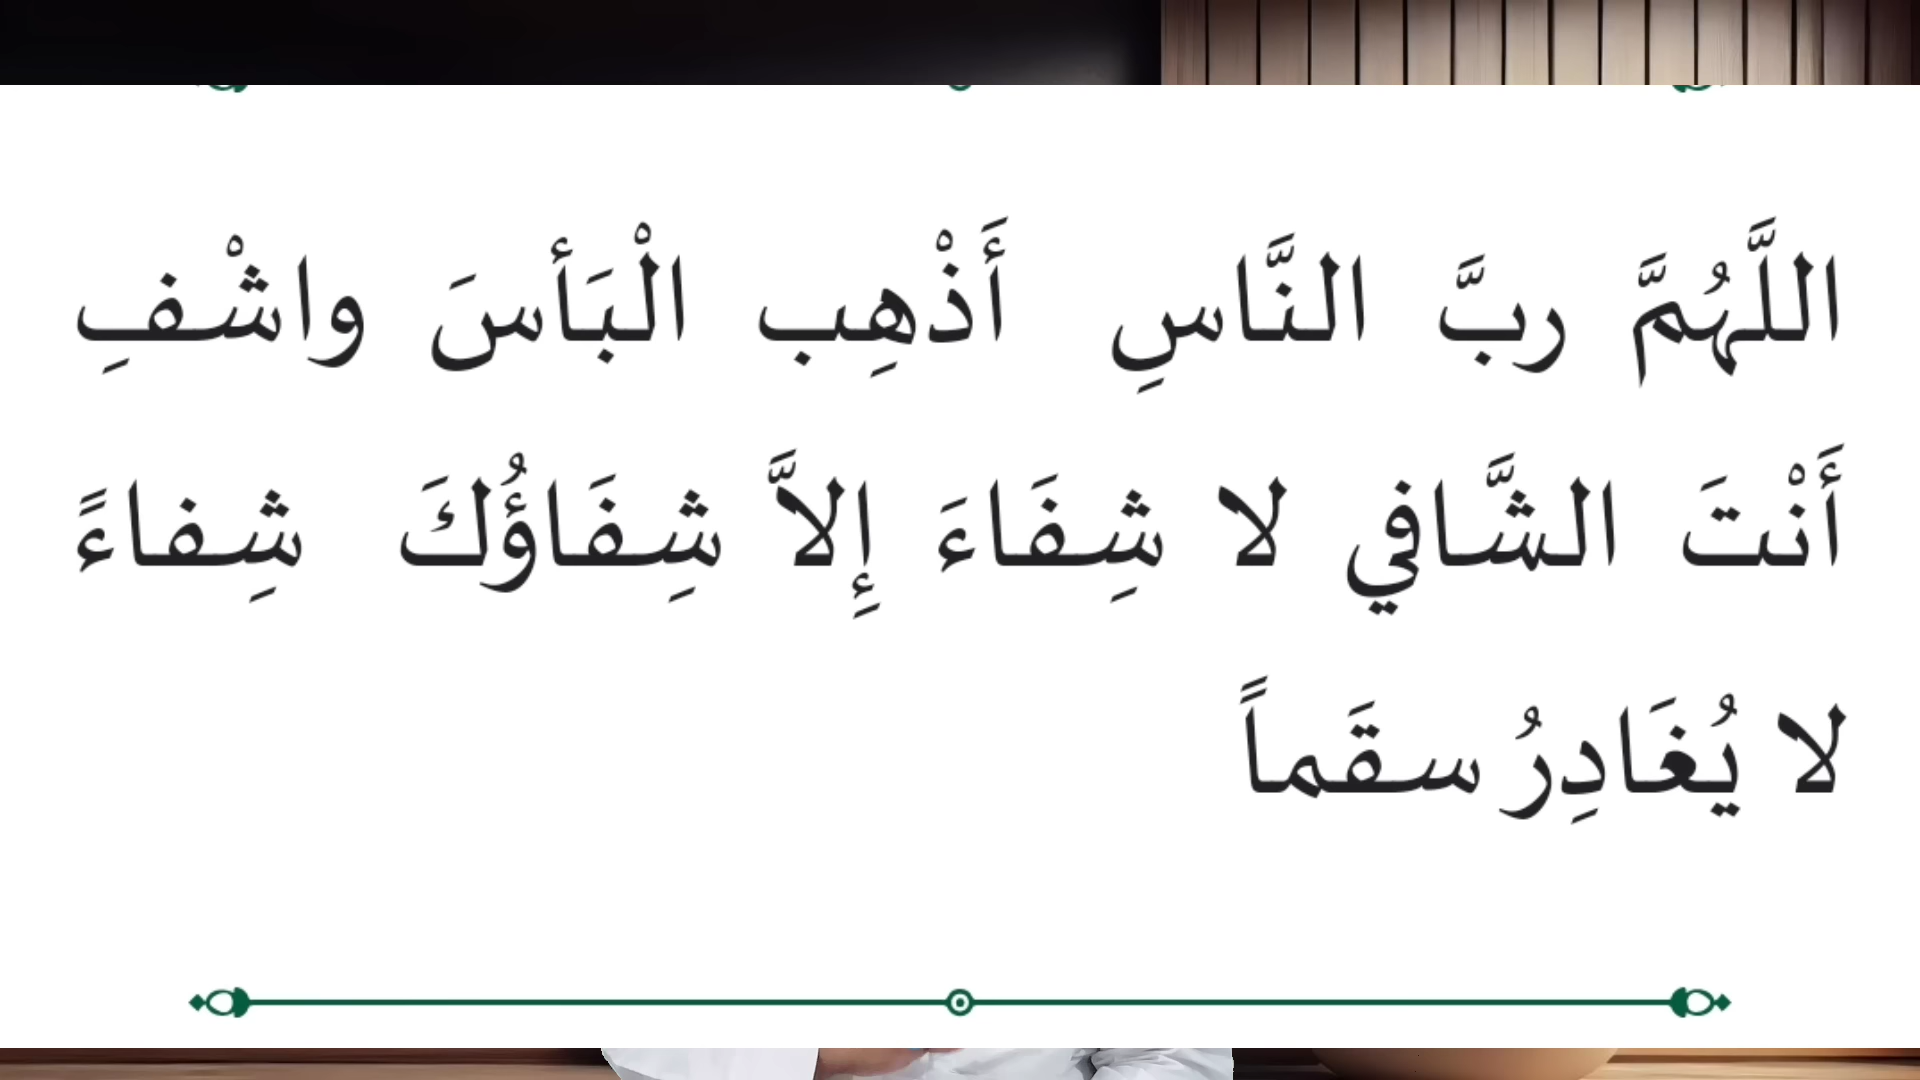 اللَّهُمَّ ربَّ النَّاسِ أَذْهِب الْبَأسَ واشْفِ
أَنْتَ الشَّافي لا شِفَاءَ إِلاَّ شِفَاؤُكَ شِفاءً
لا يُغَادِرُ سقَماً